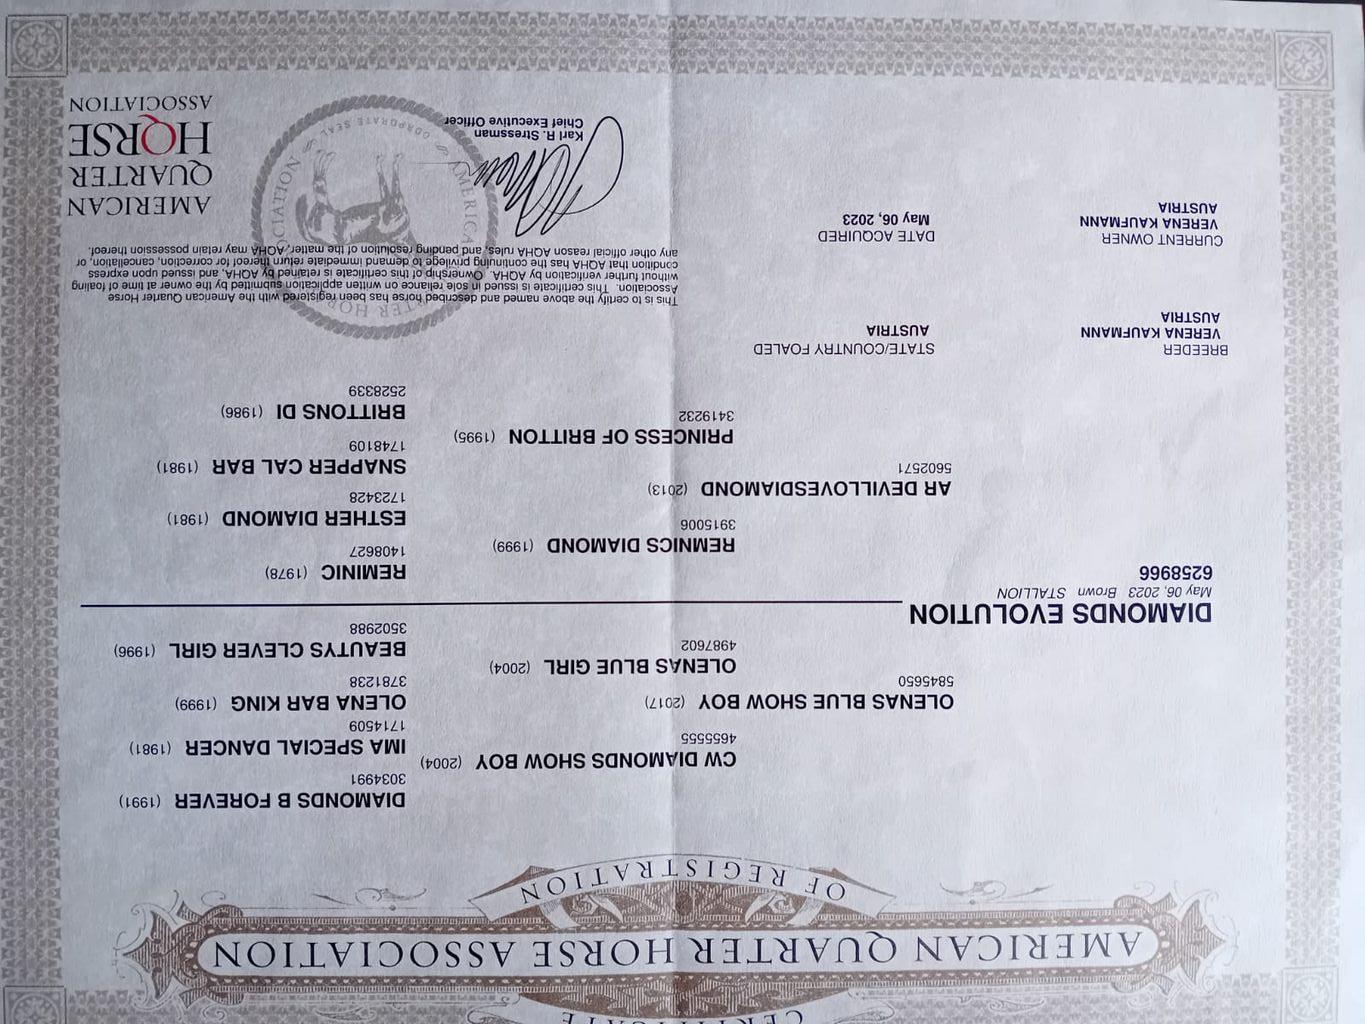 CERTIFICATE
AMERICAN QUARTER HORSE ASSOCIATION
OF REGISTRATION
DIAMONDS B FOREVER (1991)
3034991
CW DIAMONDS SHOW BOY (2004)
4655555
IMA SPECIAL DANCER (1981)
1714509
OLENAS BLUE SHOW BOY (2017)
5845650
OLENA BAR KING (1999)
3781238
OLENAS BLUE GIRL (2004)
4987602
BEAUTYS CLEVER GIRL (1996)
3502988
DIAMONDS EVOLUTION
May 06, 2023 Brown STALLION
6258966
REMINIC (1978)
1408627
REMNICS DIAMOND (1999)
3915006
ESTHER DIAMOND (1981)
1723428
AR DEVILLOVESDIAMOND (2013)
5602571
SNAPPER CAL BAR (1981)
1748109
PRINCESS OF BRITTON (1995)
3419232
BRITTONS DI (1986)
2528339
BREEDER
VERENA KAUFMANN
AUSTRIA
STATE/COUNTRY FOALED
AUSTRIA
CURRENT OWNER
VERENA KAUFMANN
AUSTRIA
DATE ACQUIRED
May 06, 2023
This is to certify the above named and described horse has been registered with the American Quarter Horse
Association. This certificate is issued in sole reliance on written application submitted by the owner at time of foaling
without further verification by AQHA. Ownership of this certificate is retained by AQHA, and issued upon express
condition that AQHA has the continuing privilege to demand immediate return thereof for correction, cancellation, or
any other official reason AQHA rules, and pending resolution of the matter, AQHA may retain possession thereof.
Karl R. Stressman
Chief Executive Officer
CORPORATE SEAL
AMERICAN
QUARTER
HORSE
ASSOCIATION